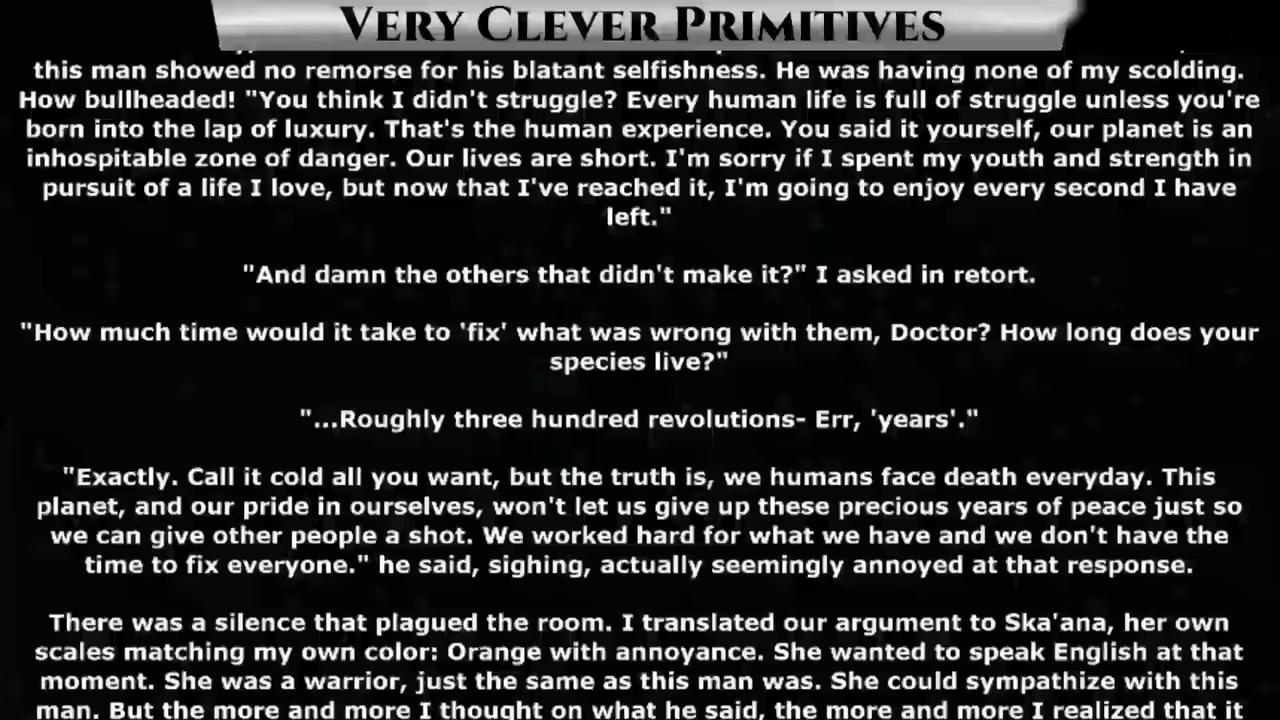 VERY CLEVER PRIMITIVES
this man showed no remorse for his blatant selfishness. He was having none of my scolding.
How bullheaded! "You think I didn't struggle? Every human life is full of struggle unless you're
born into the lap of luxury. That's the human experience. You said it yourself, our planet is an
inhospitable zone of danger. Our lives are short. I'm sorry if I spent my youth and strength in
pursuit of a life I love, but now that I've reached it, I'm going to enjoy every second I have
left."
"And damn the others that didn't make it?" I asked in retort.
"How much time would it take to 'fix' what was wrong with them, Doctor? How long does your
species live?"
"...Roughly three hundred revolutions- Err, 'years'."
"Exactly. Call it cold all you want, but the truth is, we humans face death everyday. This
planet, and our pride in ourselves, won't let us give up these precious years of peace just so
we can give other people a shot. We worked hard for what we have and we don't have the
time to fix everyone." he said, sighing, actually seemingly annoyed at that response.
There was a silence that plagued the room. I translated our argument to Ska'ana, her own
scales matching my own color: Orange with annoyance. She wanted to speak English at that
moment. She was a warrior, just the same as this man was. She could sympathize with this
man. But the more and more I thought on what he said, the more and more I realized that it